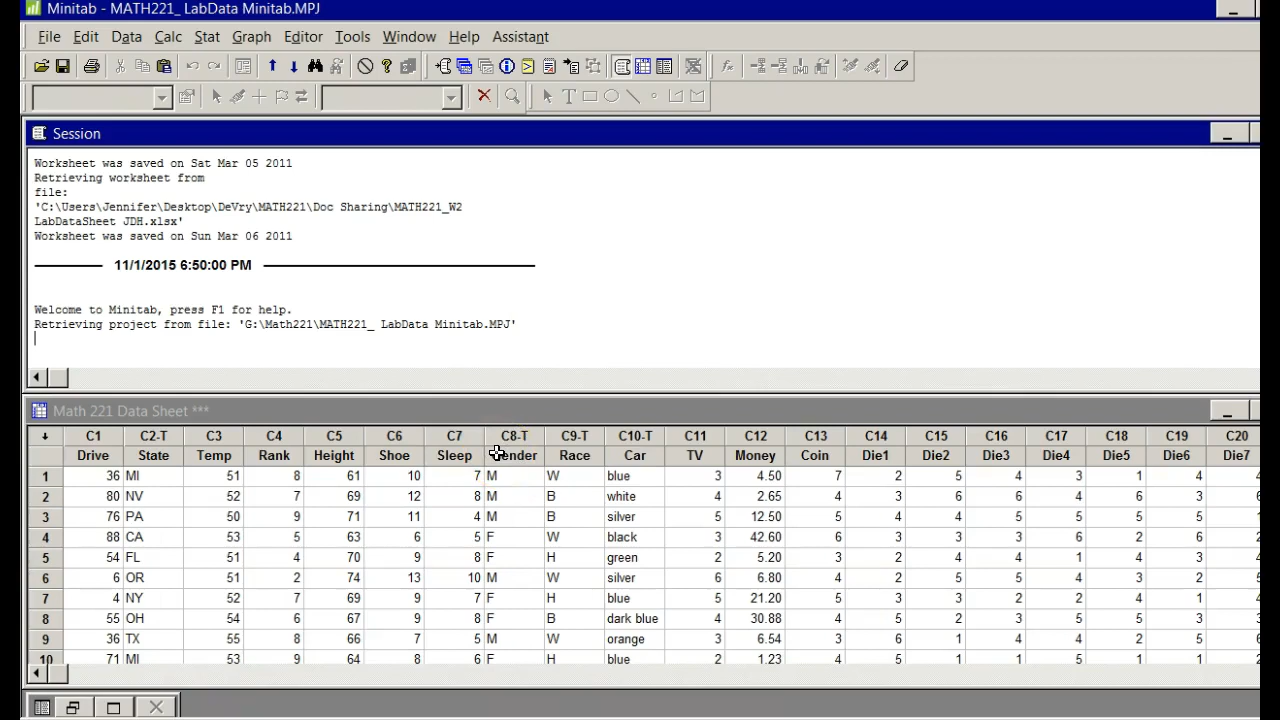 Minitab - MATH221_ LabData Minitab.MPJ
File Edit Data Calc Stat Graph Editor Tools Window Help Assistant
Session
Worksheet was saved on Sat Mar 05 2011
Retrieving worksheet from
file:
'C:\Users\Jennifer\Desktop\DeVry\MATH221\Doc Sharing\MATH221_W2
LabDataSheet JDH.xlsx'
Worksheet was saved on Sun Mar 06 2011
11/1/2015 6:50:00 PM
Welcome to Minitab, press F1 for help.
Retrieving project from file: 'G:\Math221\MATH221_ LabData Minitab.MPJ'
Math 221 Data Sheet ***
C1 C2-T C3 C4 C5 C6 C7 C8-T C9-T C10-T C11 C12 C13 C14 C15 C16 C17 C18 C19 C20
Drive State Temp Rank Height Shoe Sleep Race Car TV Money Coin Die1 Die2 Die3 Die4 Die5 Die6 Die7
1 36 MI 51 8 61 10 7 M W blue 3 4.50 7 2 5 4 3 1 4
2 80 NV 52 7 69 12 8 M B white 4 2.65 4 3 6 6 4 6 3
3 76 PA 50 9 71 11 4 M B silver 5 12.50 5 4 4 5 5 5 5
4 88 CA 53 5 63 6 5 F W black 3 42.60 6 3 3 3 6 2 6
5 54 FL 51 4 70 9 8 F H green 2 5.20 3 2 4 4 1 4 3
6 6 OR 51 2 74 13 10 M W silver 6 6.80 4 2 5 5 4 3 2
7 4 NY 52 7 69 9 7 F H blue 5 21.20 5 3 3 2 2 4 1
8 55 OH 54 6 67 9 8 F B dark blue 4 30.88 4 5 2 3 5 5 3
9 36 TX 55 8 66 7 5 M W orange 3 6.54 3 6 1 4 4 2 5
10 71 MI 53 9 64 8 6 F H blue 2 1.23 4 5 1 1 5 1 1